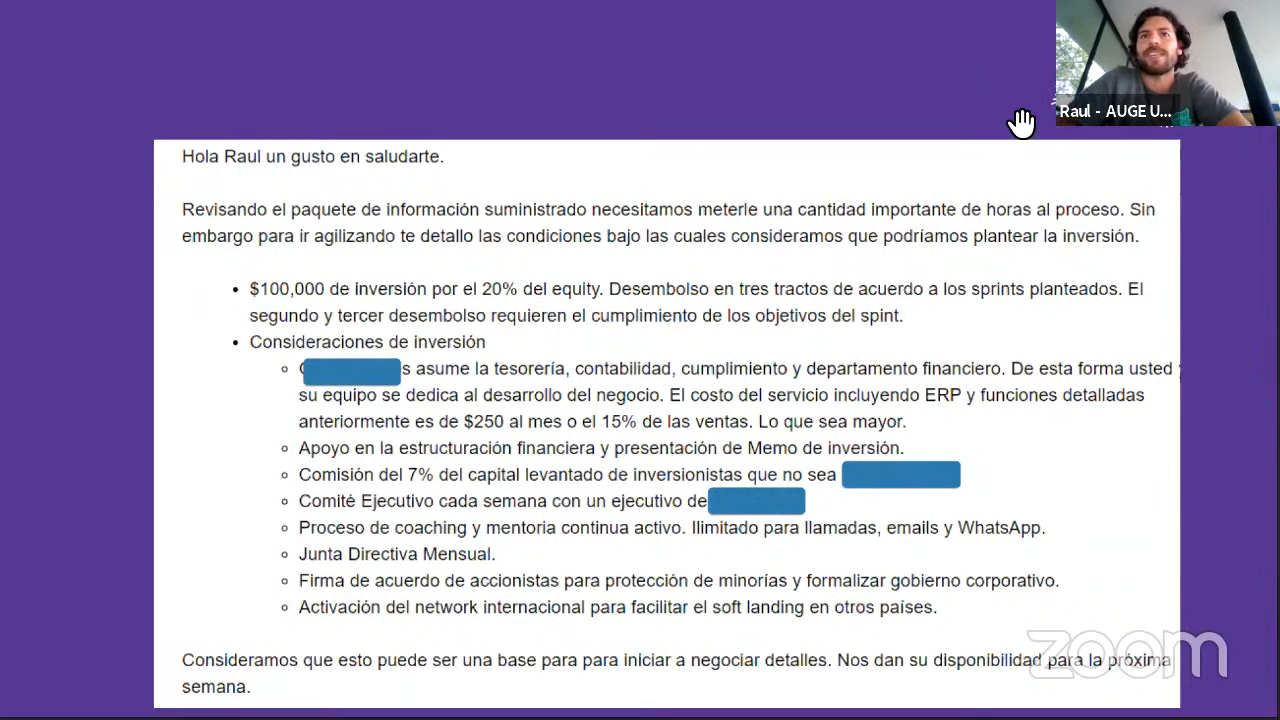 Raul - AUGE U...
Hola Raul un gusto en saludarte.
Revisando el paquete de información suministrado necesitamos meterle una cantidad importante de horas al proceso. Sin
embargo para ir agilizando te detallo las condiciones bajo las cuales consideramos que podríamos plantear la inversión.
• $100,000 de inversión por el 20% del equity. Desembolso en tres tractos de acuerdo a los sprints planteados. El
segundo y tercer desembolso requieren el cumplimiento de los objetivos del spint.
• Consideraciones de inversión
○ s asume la tesorería, contabilidad, cumplimiento y departamento financiero. De esta forma usted y
su equipo se dedica al desarrollo del negocio. El costo del servicio incluyendo ERP y funciones detalladas
anteriormente es de $250 al mes o el 15% de las ventas. Lo que sea mayor.
○ Apoyo en la estructuración financiera y presentación de Memo de inversión.
○ Comisión del 7% del capital levantado de inversionistas que no sea
○ Comité Ejecutivo cada semana con un ejecutivo de
○ Proceso de coaching y mentoria continua activo. Ilimitado para llamadas, emails y WhatsApp.
○ Junta Directiva Mensual.
○ Firma de acuerdo de accionistas para protección de minorías y formalizar gobierno corporativo.
○ Activación del network internacional para facilitar el soft landing en otros países.
Consideramos que esto puede ser una base para para iniciar a negociar detalles. Nos dan su disponibilidad para la próxima
semana.
zoom